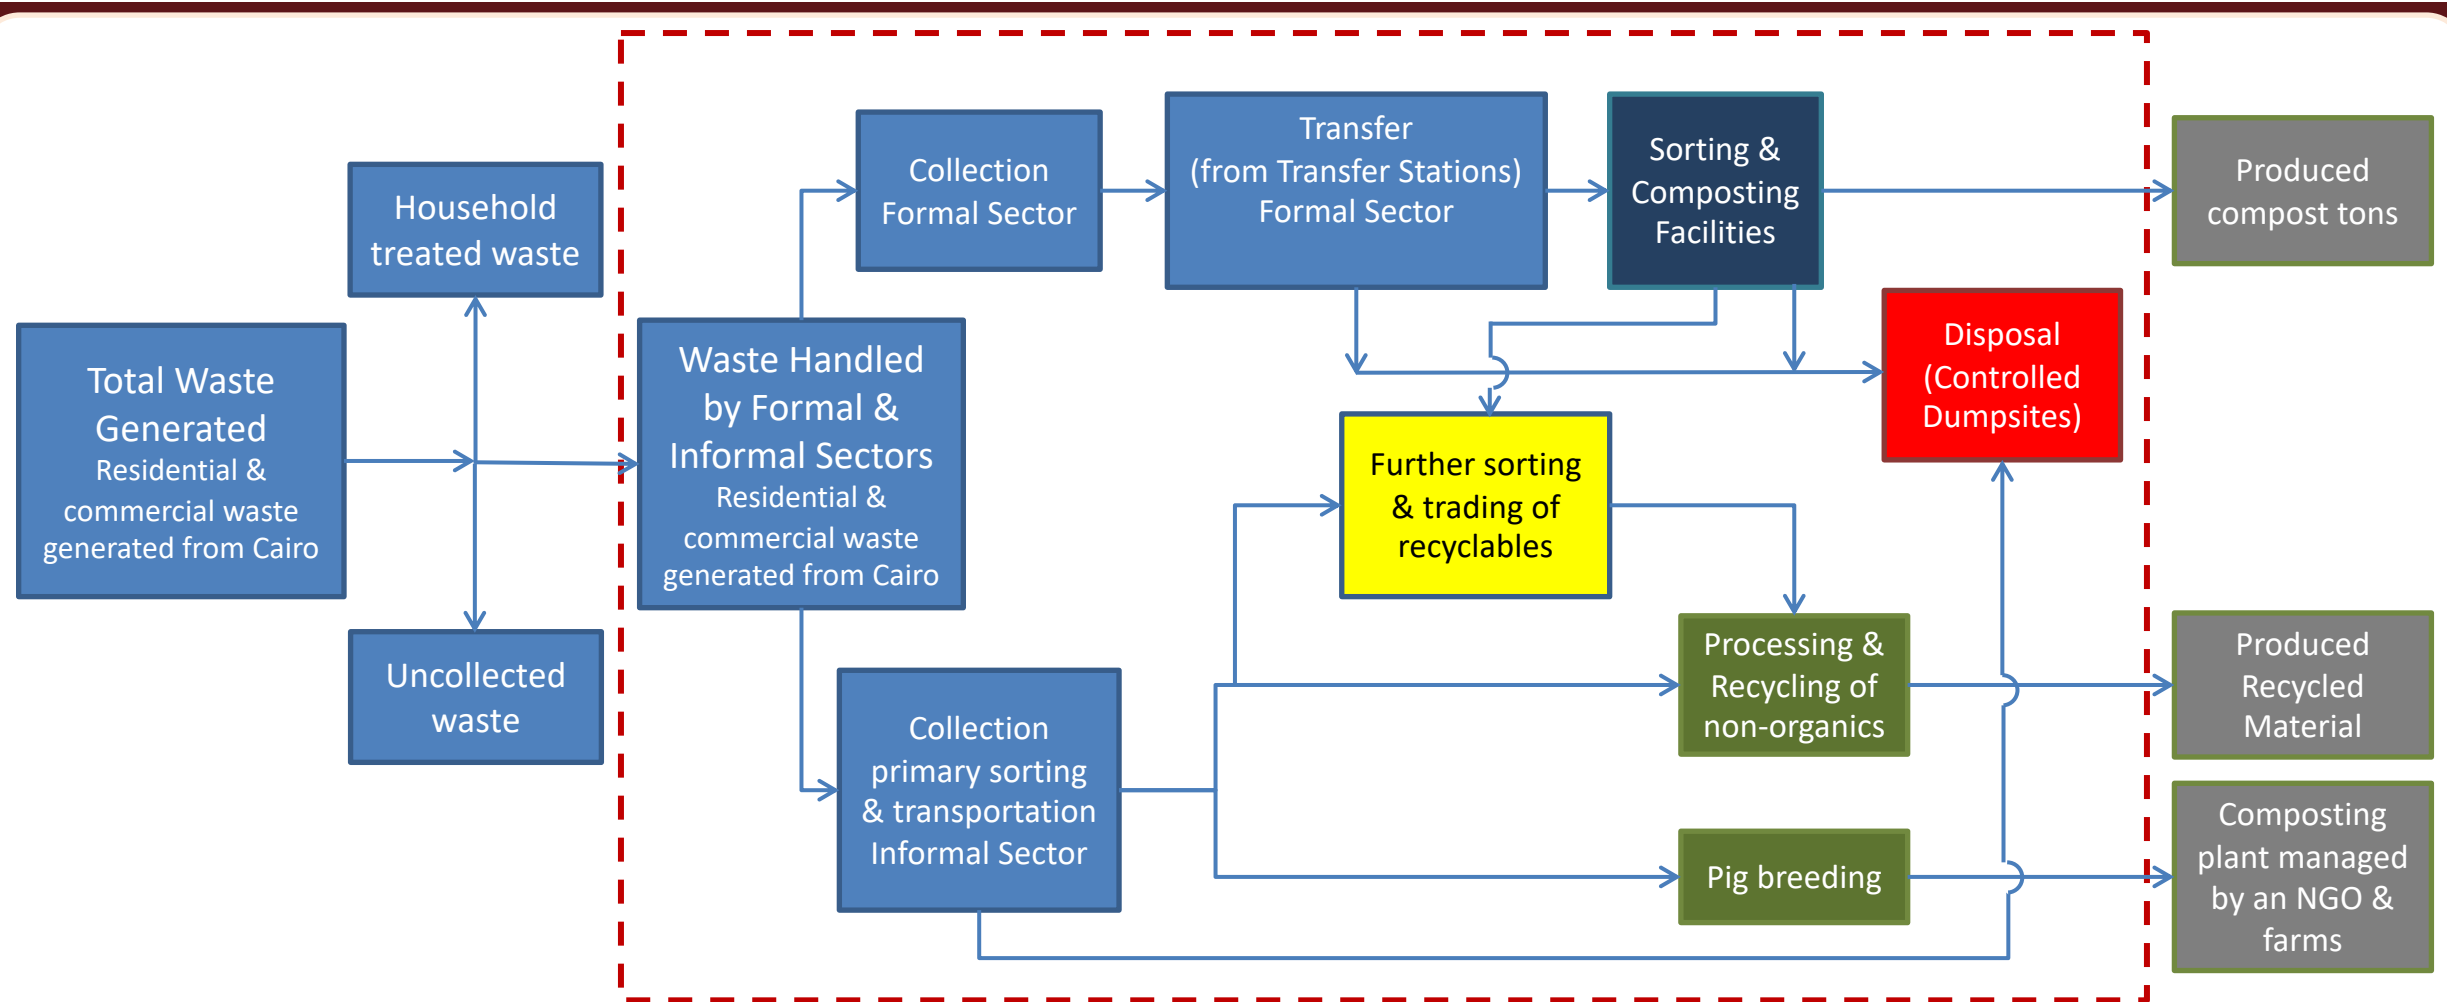 Total Waste
Generated
Residential &
commercial waste
generated from Cairo
Household
treated waste
Uncollected
waste
Waste Handled
by Formal &
Informal Sectors
Residential &
commercial waste
generated from Cairo
Collection
Formal Sector
Transfer
(from Transfer Stations)
Formal Sector
Sorting &
Composting
Facilities
Produced
compost tons
Disposal
(Controlled
Dumpsites)
Further sorting
& trading of
recyclables
Collection
primary sorting
& transportation
Informal Sector
Processing &
Recycling of
non-organics
Produced
Recycled
Material
Pig breeding
Composting
plant managed
by an NGO &
farms